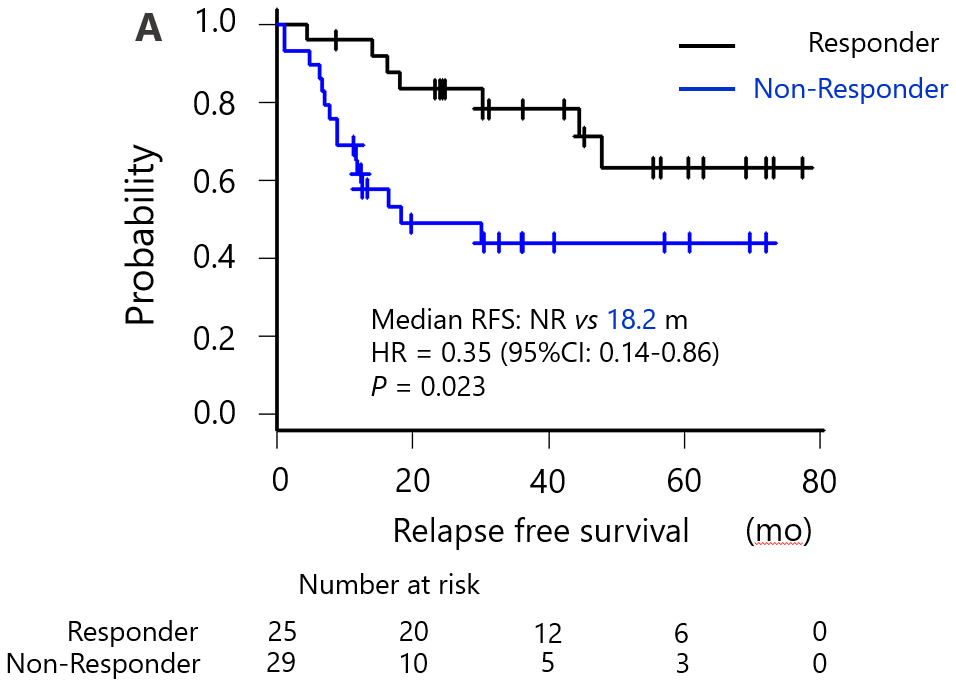 A
1.0
0.8
0.6
0.4
0.2
0.0
Probability
Responder
Non-Responder
Median RFS: NR vs 18.2 m
HR = 0.35 (95%CI: 0.14-0.86)
P = 0.023
0 20 40 60 80
Relapse free survival (mo)
Number at risk
Responder 25 20 12 6 0
Non-Responder 29 10 5 3 0